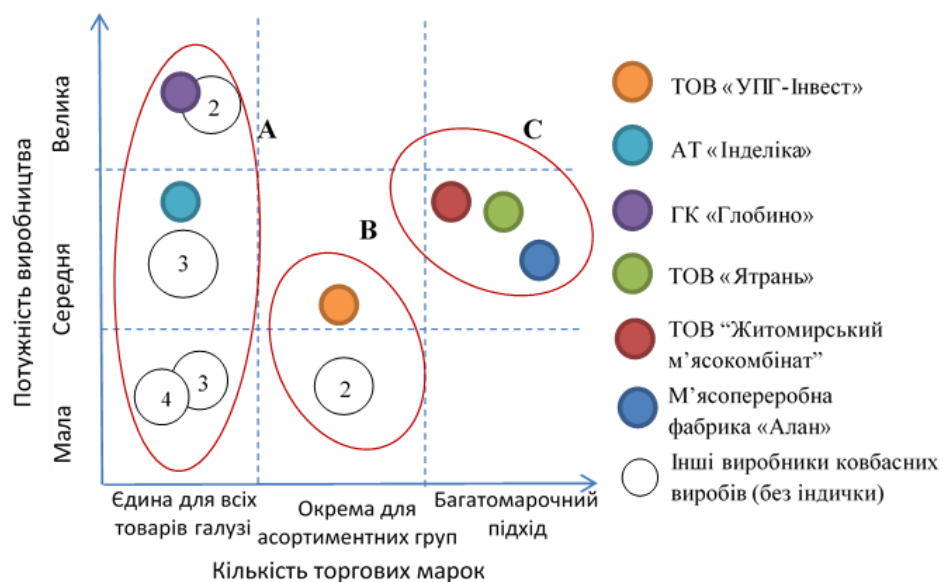 Потужність виробництва
Велика
Середня
Мала
2
A
3
4
3
B
2
C
Єдина для всіх
товарів галузі
Окрема для
асортиментних груп
Багатомарочний
підхід
Кількість торгових марок
ТОВ «УПГ-Інвест»
АТ «Інделіка»
ГК «Глобино»
ТОВ «Ятрань»
ТОВ “Житомирський
м’ясокомбінат”
М’ясопереробна
фабрика «Алан»
Інші виробники ковбасних
виробів (без індички)